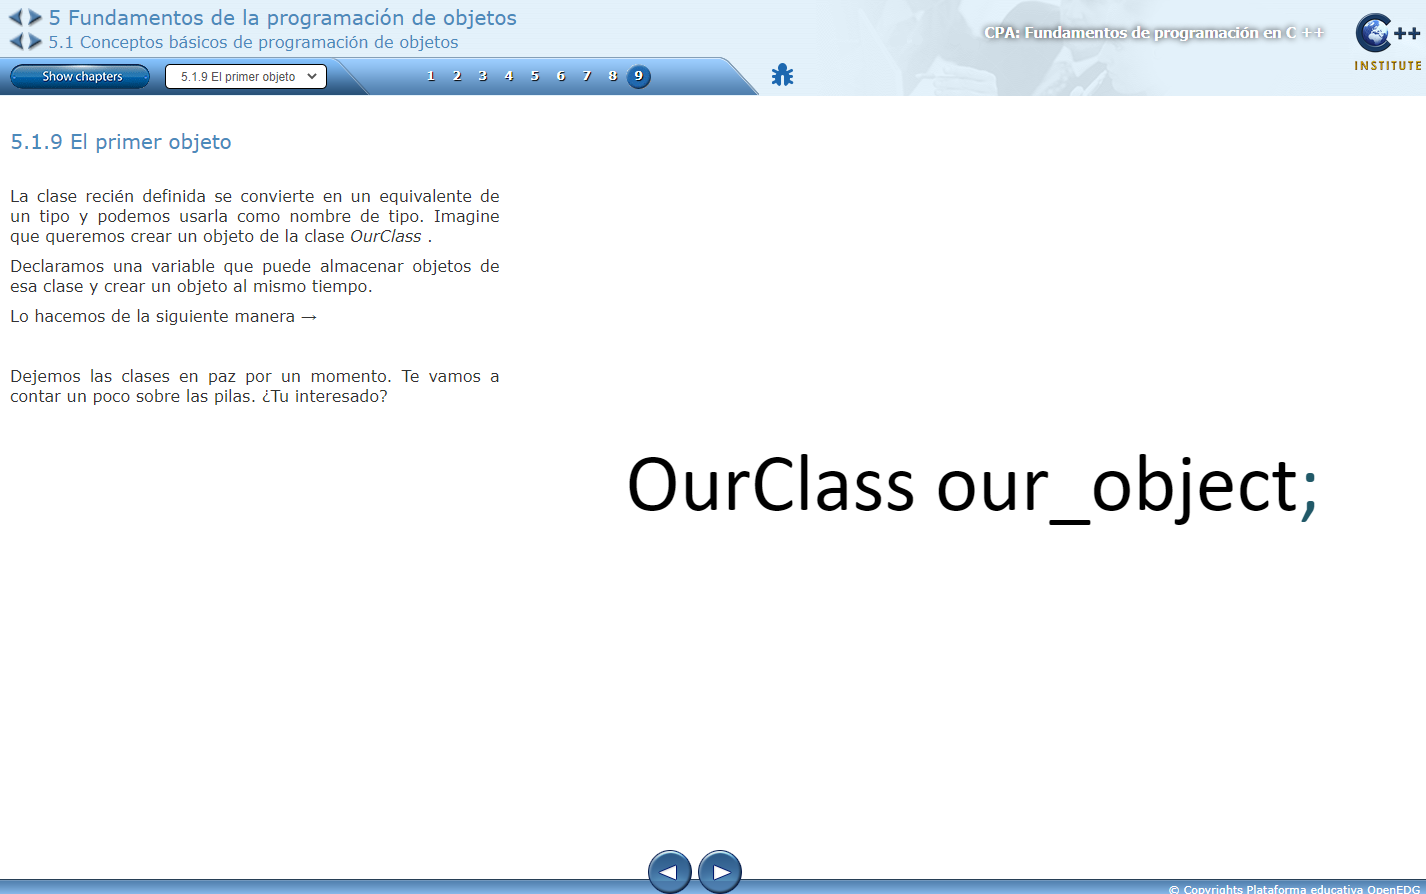 5 Fundamentos de la programación de objetos
5.1 Conceptos básicos de programación de objetos
CPA: Fundamentos de programación en C ++
C++
INSTITUTE
Show chapters
5.1.9 El primer objeto
1 2 3 4 5 6 7 8 9
5.1.9 El primer objeto
La clase recién definida se convierte en un equivalente de
un tipo y podemos usarla como nombre de tipo. Imagine
que queremos crear un objeto de la clase OurClass .
Declaramos una variable que puede almacenar objetos de
esa clase y crear un objeto al mismo tiempo.
Lo hacemos de la siguiente manera →
Dejemos las clases en paz por un momento. Te vamos a
contar un poco sobre las pilas. ¿Tu interesado?
OurClass our_object;
© Copyrights Plataforma educativa OpenEDG